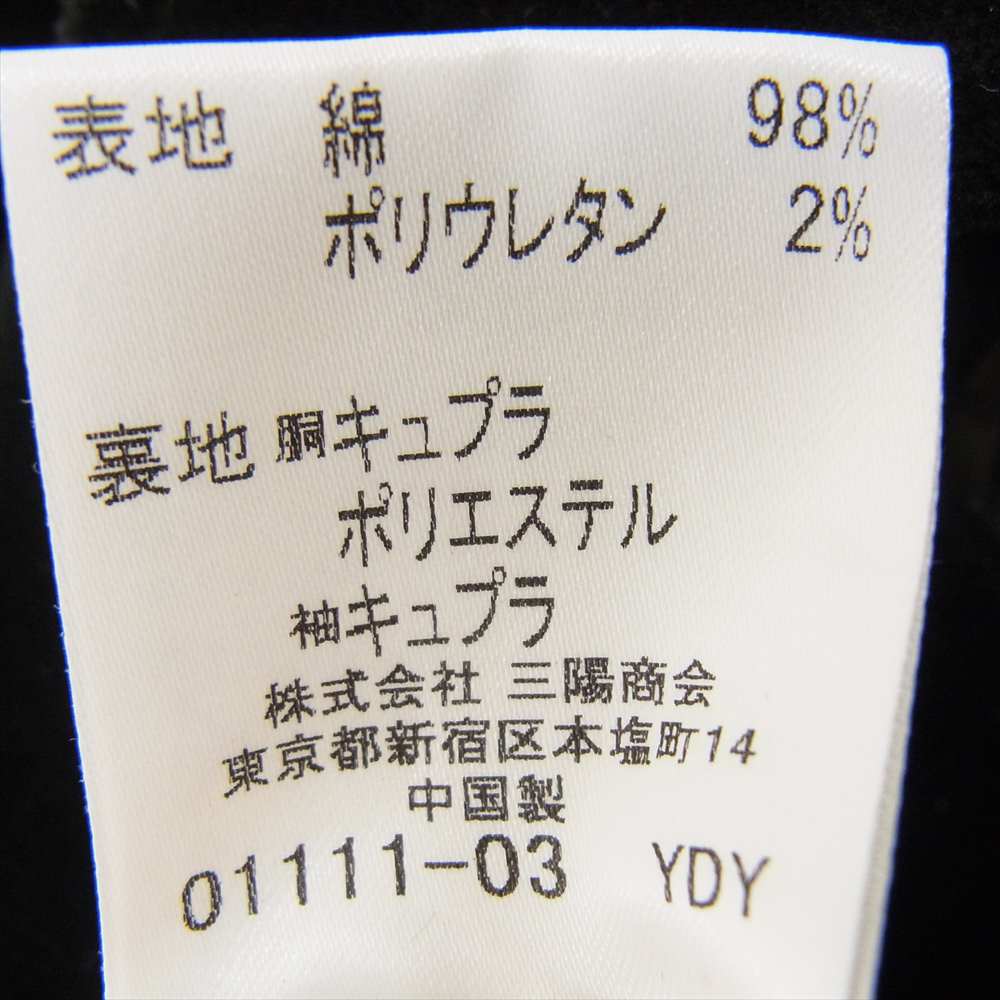 表地 綿 98%
ポリウレタン 2%
裏地 胴キュプラ
ポリエステル
袖キュプラ
株式会社 三陽商会
東京都新宿区本塩町14
中国製
01111-03 YDY